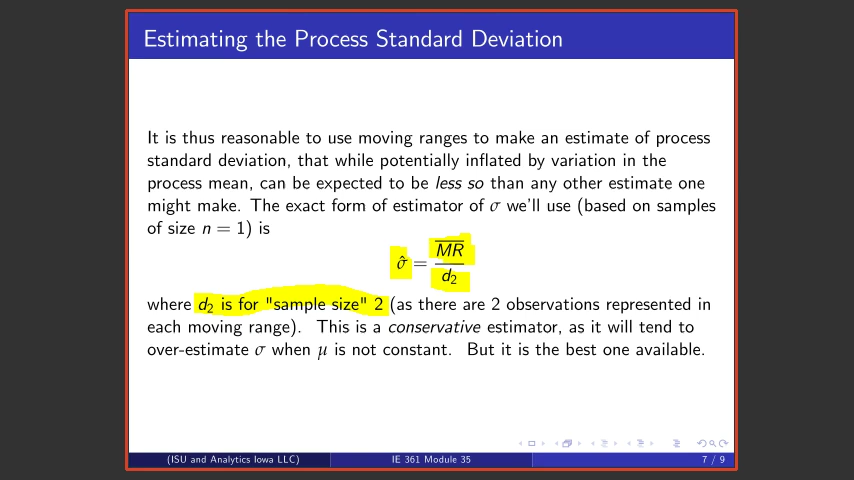 Estimating the Process Standard Deviation
It is thus reasonable to use moving ranges to make an estimate of process
standard deviation, that while potentially inflated by variation in the
process mean, can be expected to be less so than any other estimate one
might make. The exact form of estimator of σ we'll use (based on samples
of size n = 1) is
σ̂ = M̅R̅ / d₂
where d₂ is for "sample size" 2 (as there are 2 observations represented in
each moving range). This is a conservative estimator, as it will tend to
over-estimate σ when μ is not constant. But it is the best one available.
(ISU and Analytics Iowa LLC) IE 361 Module 35 7 / 9